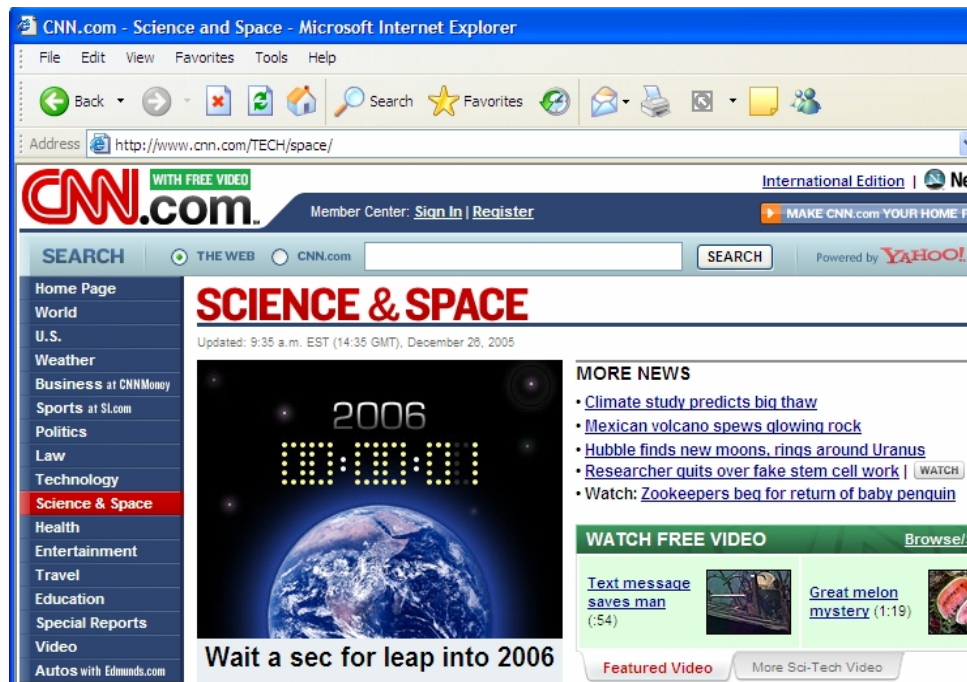 CNN.com - Science and Space - Microsoft Internet Explorer
File Edit View Favorites Tools Help
Back Search Favorites
Address http://www.cnn.com/TECH/space/
CNN.com WITH FREE VIDEO
International Edition |
Member Center: Sign In | Register
MAKE CNN.com YOUR HOME
SEARCH THE WEB CNN.com SEARCH Powered by YAHOO!
Home Page
World
U.S.
Weather
Business at CNNMoney
Sports at SI.com
Politics
Law
Technology
Science & Space
Health
Entertainment
Travel
Education
Special Reports
Video
Autos with Edmunds.com
SCIENCE & SPACE
Updated: 9:35 a.m. EST (14:35 GMT), December 26, 2005
2006
00:00:01
Wait a sec for leap into 2006
MORE NEWS
• Climate study predicts big thaw
• Mexican volcano spews glowing rock
• Hubble finds new moons, rings around Uranus
• Researcher quits over fake stem cell work | WATCH
• Watch: Zookeepers beg for return of baby penguin
WATCH FREE VIDEO Browse/
Text message
saves man
(:54)
Great melon
mystery (1:19)
Featured Video More Sci-Tech Video